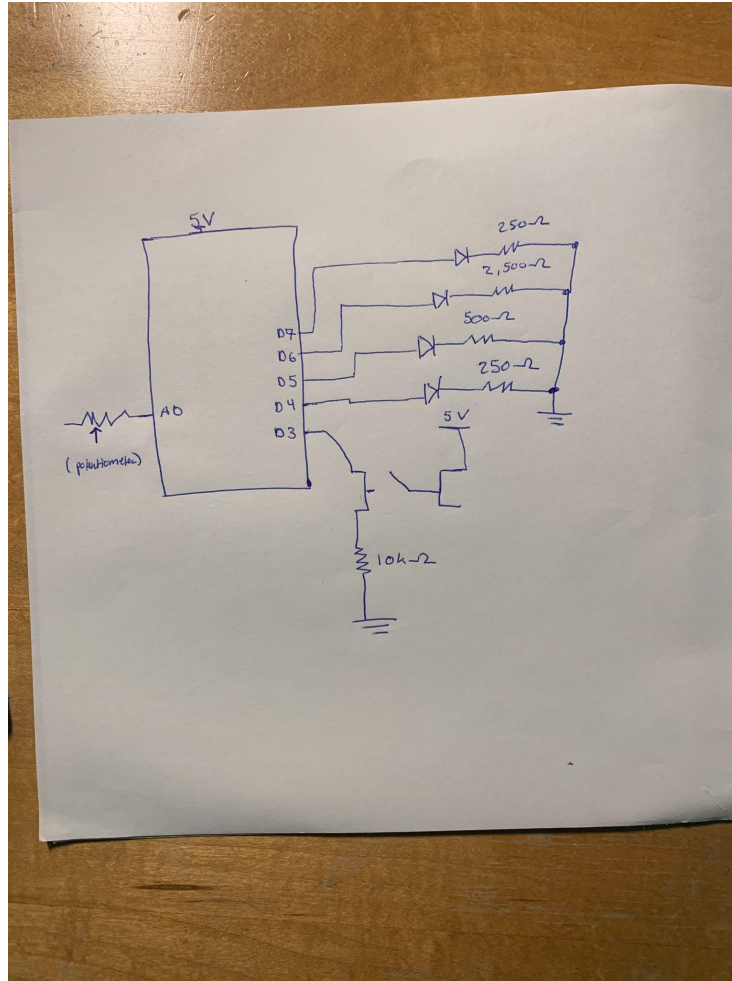 5V
250Ω
2,500Ω
500Ω
250Ω
D7
D6
D5
D4
D3
A0
(potentiometer)
5V
10kΩ